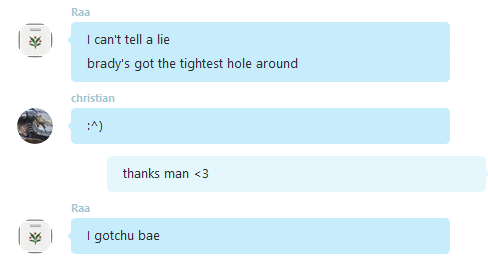 Raa
I can't tell a lie
brady's got the tightest hole around
christian
:^)
thanks man <3
Raa
I gotchu bae